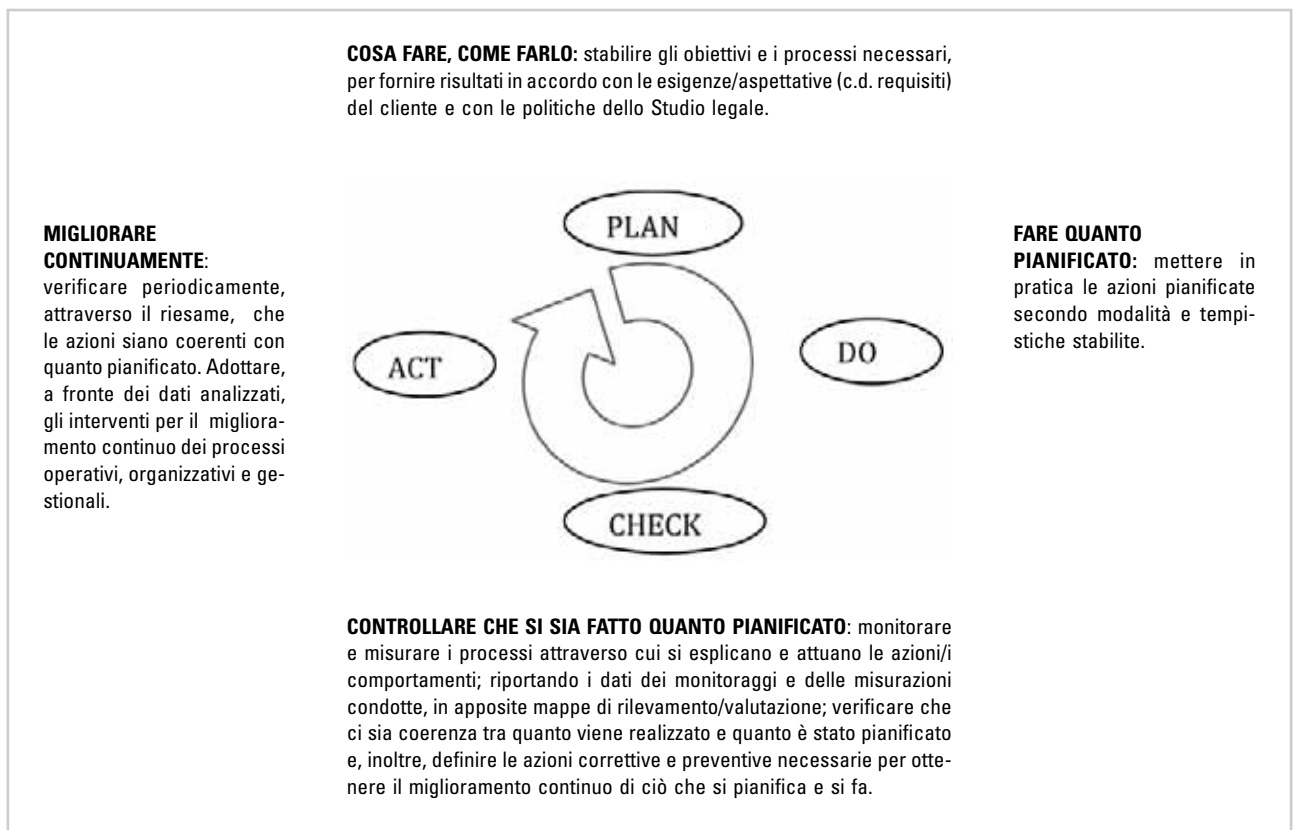 COSA FARE, COME FARLO: stabilire gli obiettivi e i processi necessari,
per fornire risultati in accordo con le esigenze/aspettative (c.d. requisiti)
del cliente e con le politiche dello Studio legale.
PLAN
MIGLIORARE
CONTINUAMENTE:
verificare periodicamente,
attraverso il riesame, che
le azioni siano coerenti con
quanto pianificato. Adottare,
a fronte dei dati analizzati,
gli interventi per il migliora-
mento continuo dei processi
operativi, organizzativi e ge-
stionali.
ACT
DO
FARE QUANTO
PIANIFICATO: mettere in
pratica le azioni pianificate
secondo modalità e tempi-
stiche stabilite.
CHECK
CONTROLLARE CHE SI SIA FATTO QUANTO PIANIFICATO: monitorare
e misurare i processi attraverso cui si esplicano e attuano le azioni/i
comportamenti; riportando i dati dei monitoraggi e delle misurazioni
condotte, in apposite mappe di rilevamento/valutazione; verificare che
ci sia coerenza tra quanto viene realizzato e quanto è stato pianificato
e, inoltre, definire le azioni correttive e preventive necessarie per otte-
nere il miglioramento continuo di ciò che si pianifica e si fa.